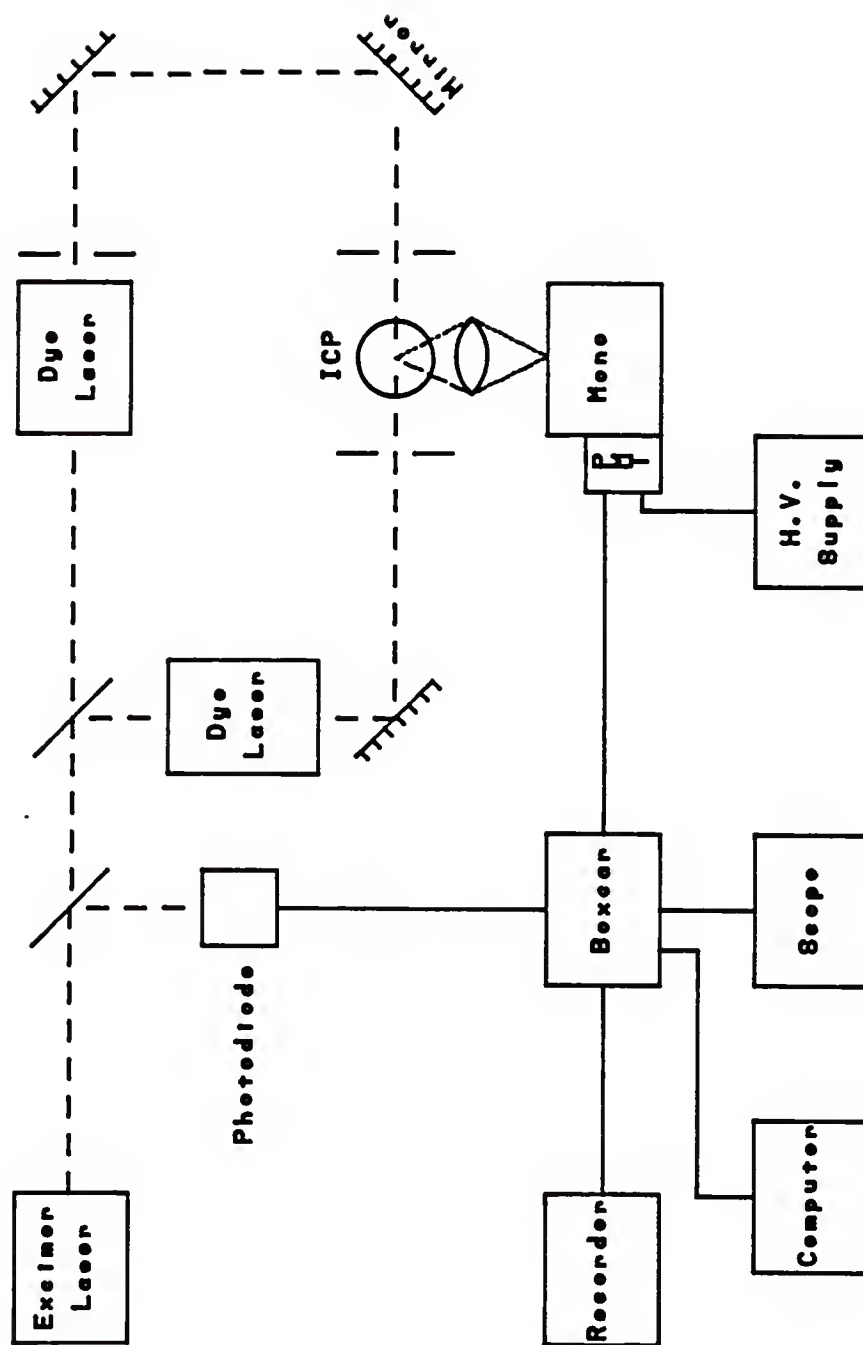 Excimer
Laser
Dye
Laser
Mirror
Dye
Laser
ICP
Photodiode
Mono
PMT
Boxcar
Recorder
H.V.
Supply
Scope
Computer